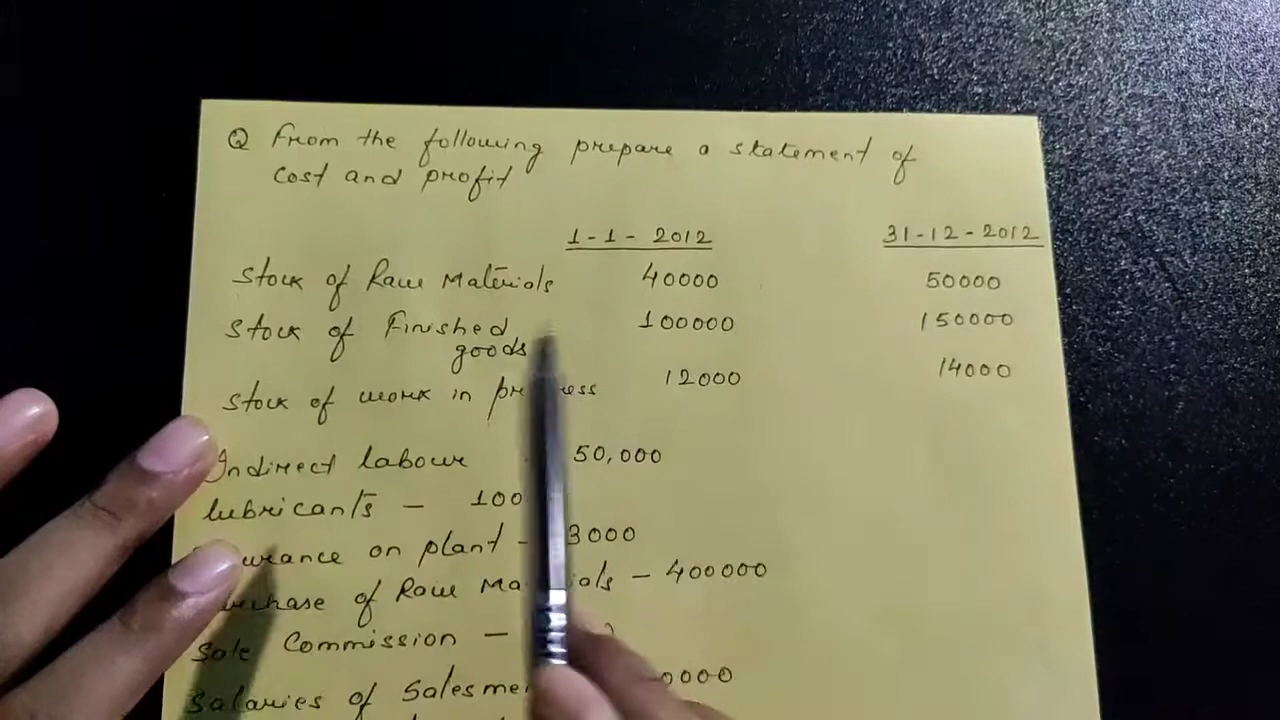 Q From the following prepare a statement of
cost and profit
1-1-2012 31-12-2012
Stock of Raw Materials 40000 50000
Stock of Finished 100000 150000
goods
Stock of work in 12000 14000
Indirect labour 50,000
lubricants -
on plant - 3000
of Raw - 400000
Sale Commission -
Salaries of